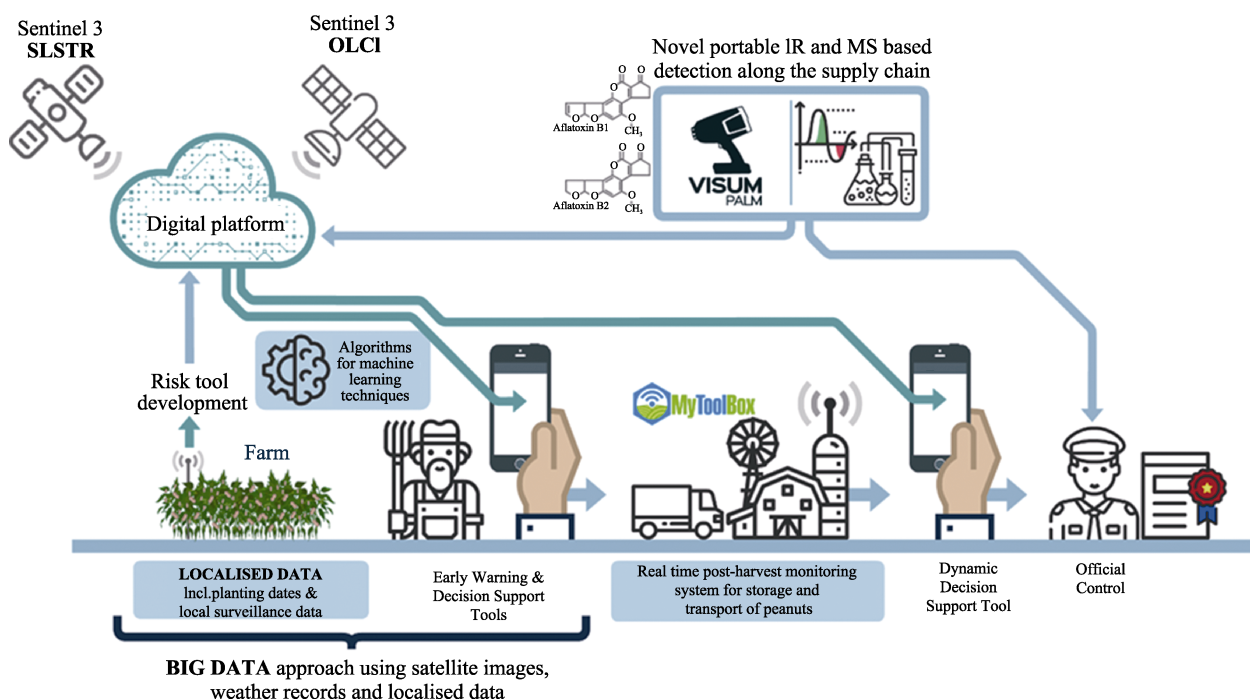 Sentinel 3
SLSTR
Sentinel 3
OLCl
Novel portable lR and MS based
detection along the supply chain
O
O
O
O
O
O
CH₃
Aflatoxin B1
O
O
O
O
O
O
CH₃
Aflatoxin B2
VISUM
PALM
Digital platform
Algorithms
for machine
learning
techniques
Risk tool
development
Farm
MyToolBox
LOCALISED DATA
lncl.planting dates &
local surveillance data
Early Warning &
Decision Support
Tools
Real time post-harvest monitoring
system for storage and
transport of peanuts
Dynamic
Decision
Support Tool
Official
Control
BIG DATA approach using satellite images,
weather records and localised data